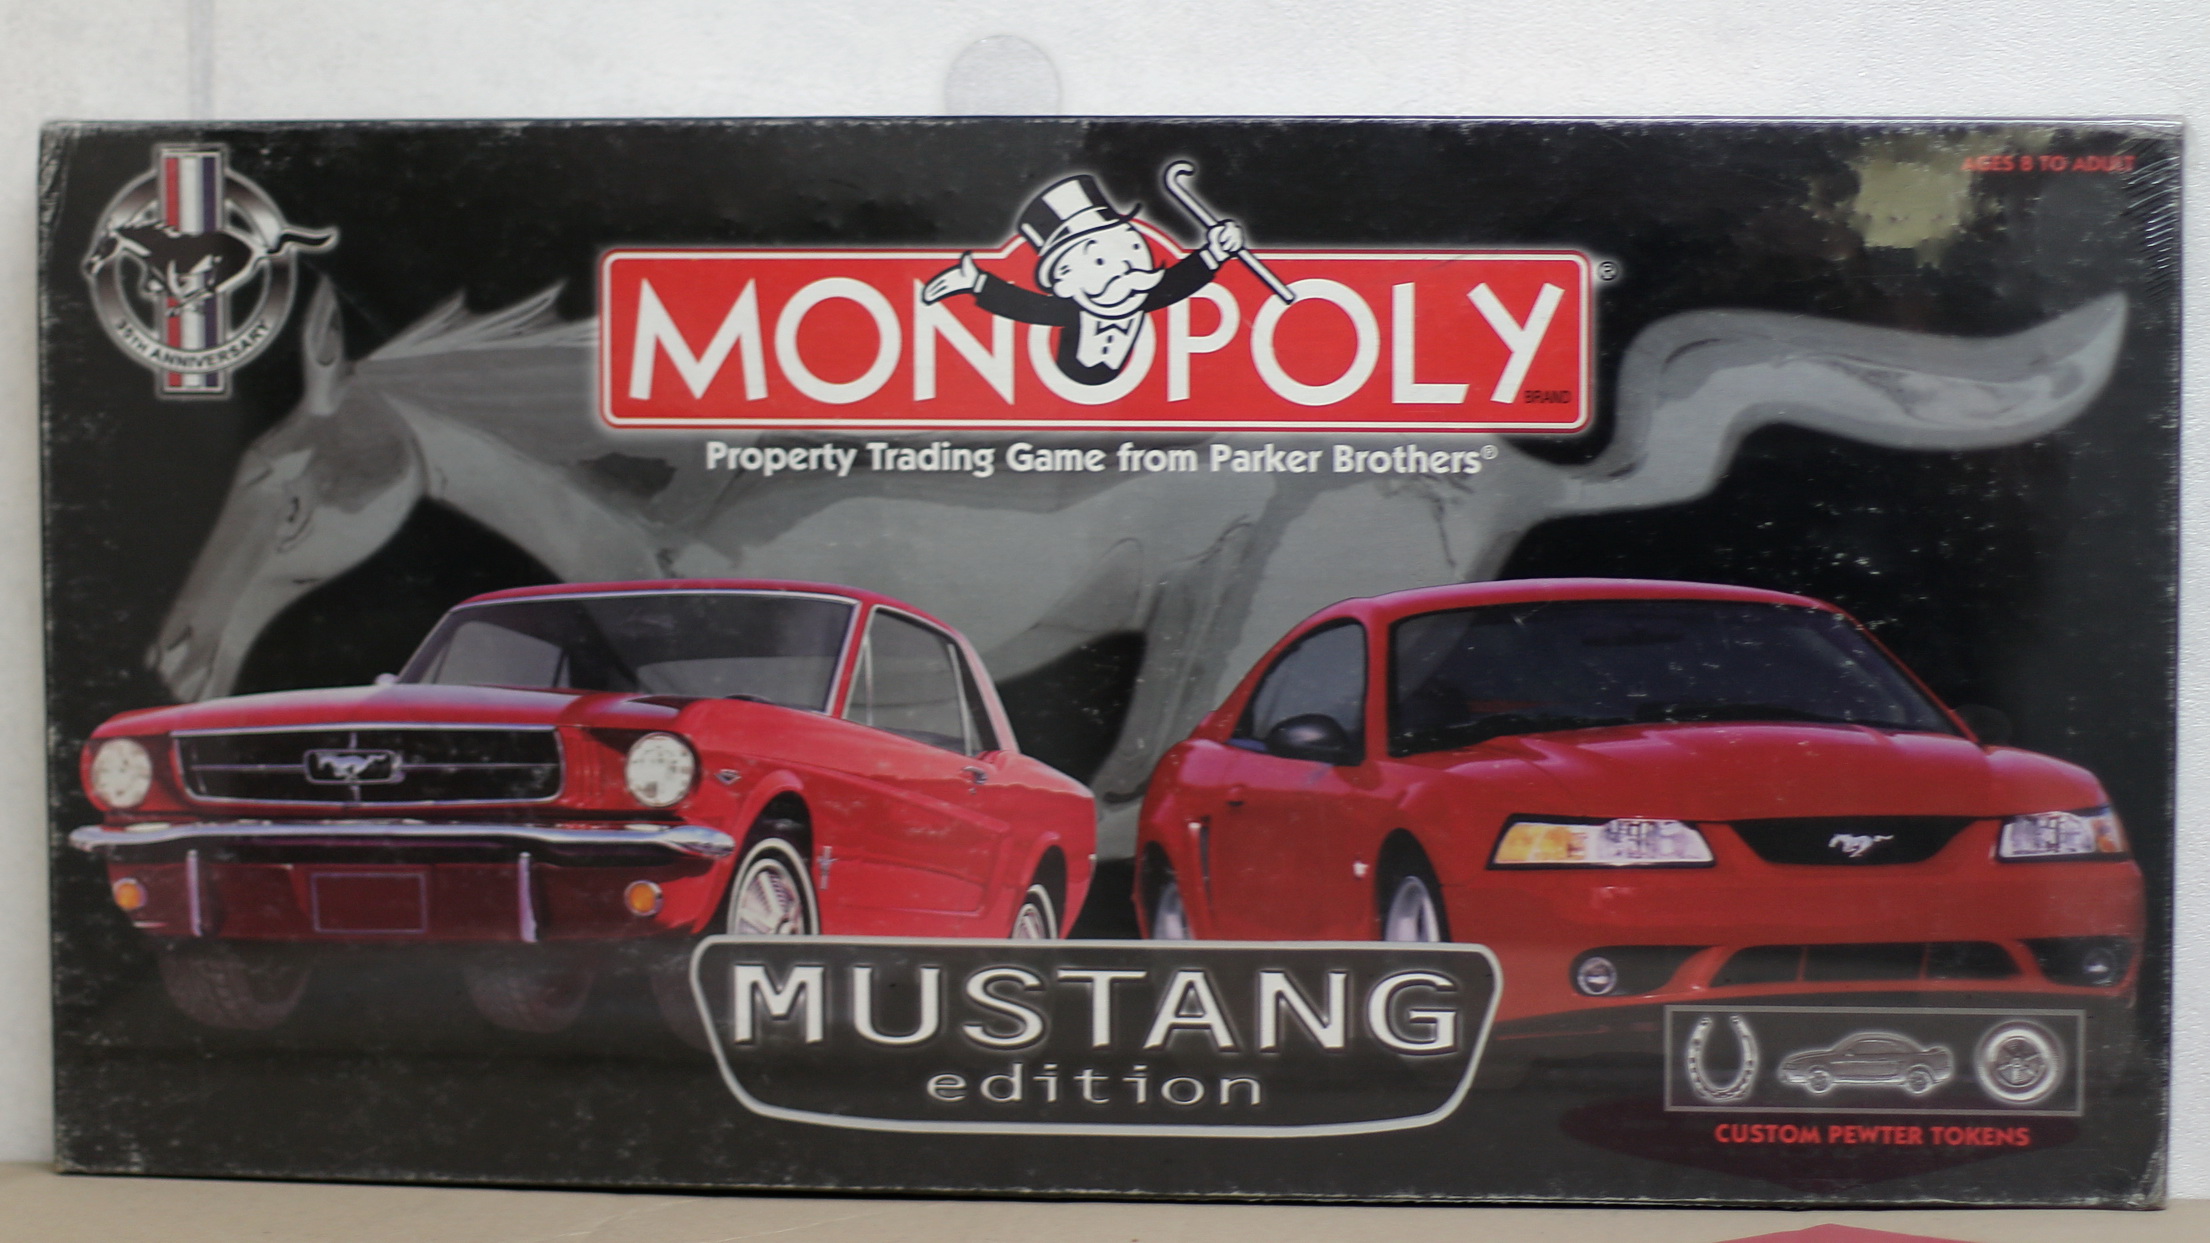 AGES 8 TO ADULT
35TH ANNIVERSARY
MONOPOLY®
BRAND
Property Trading Game from Parker Brothers®
MUSTANG
edition
CUSTOM PEWTER TOKENS